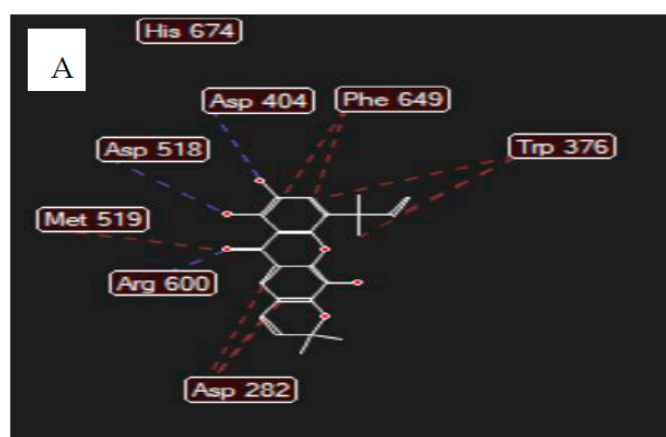 His 674
A
Asp 404
Phe 649
Asp 518
Trp 376
Met 519
Arg 600
Asp 282